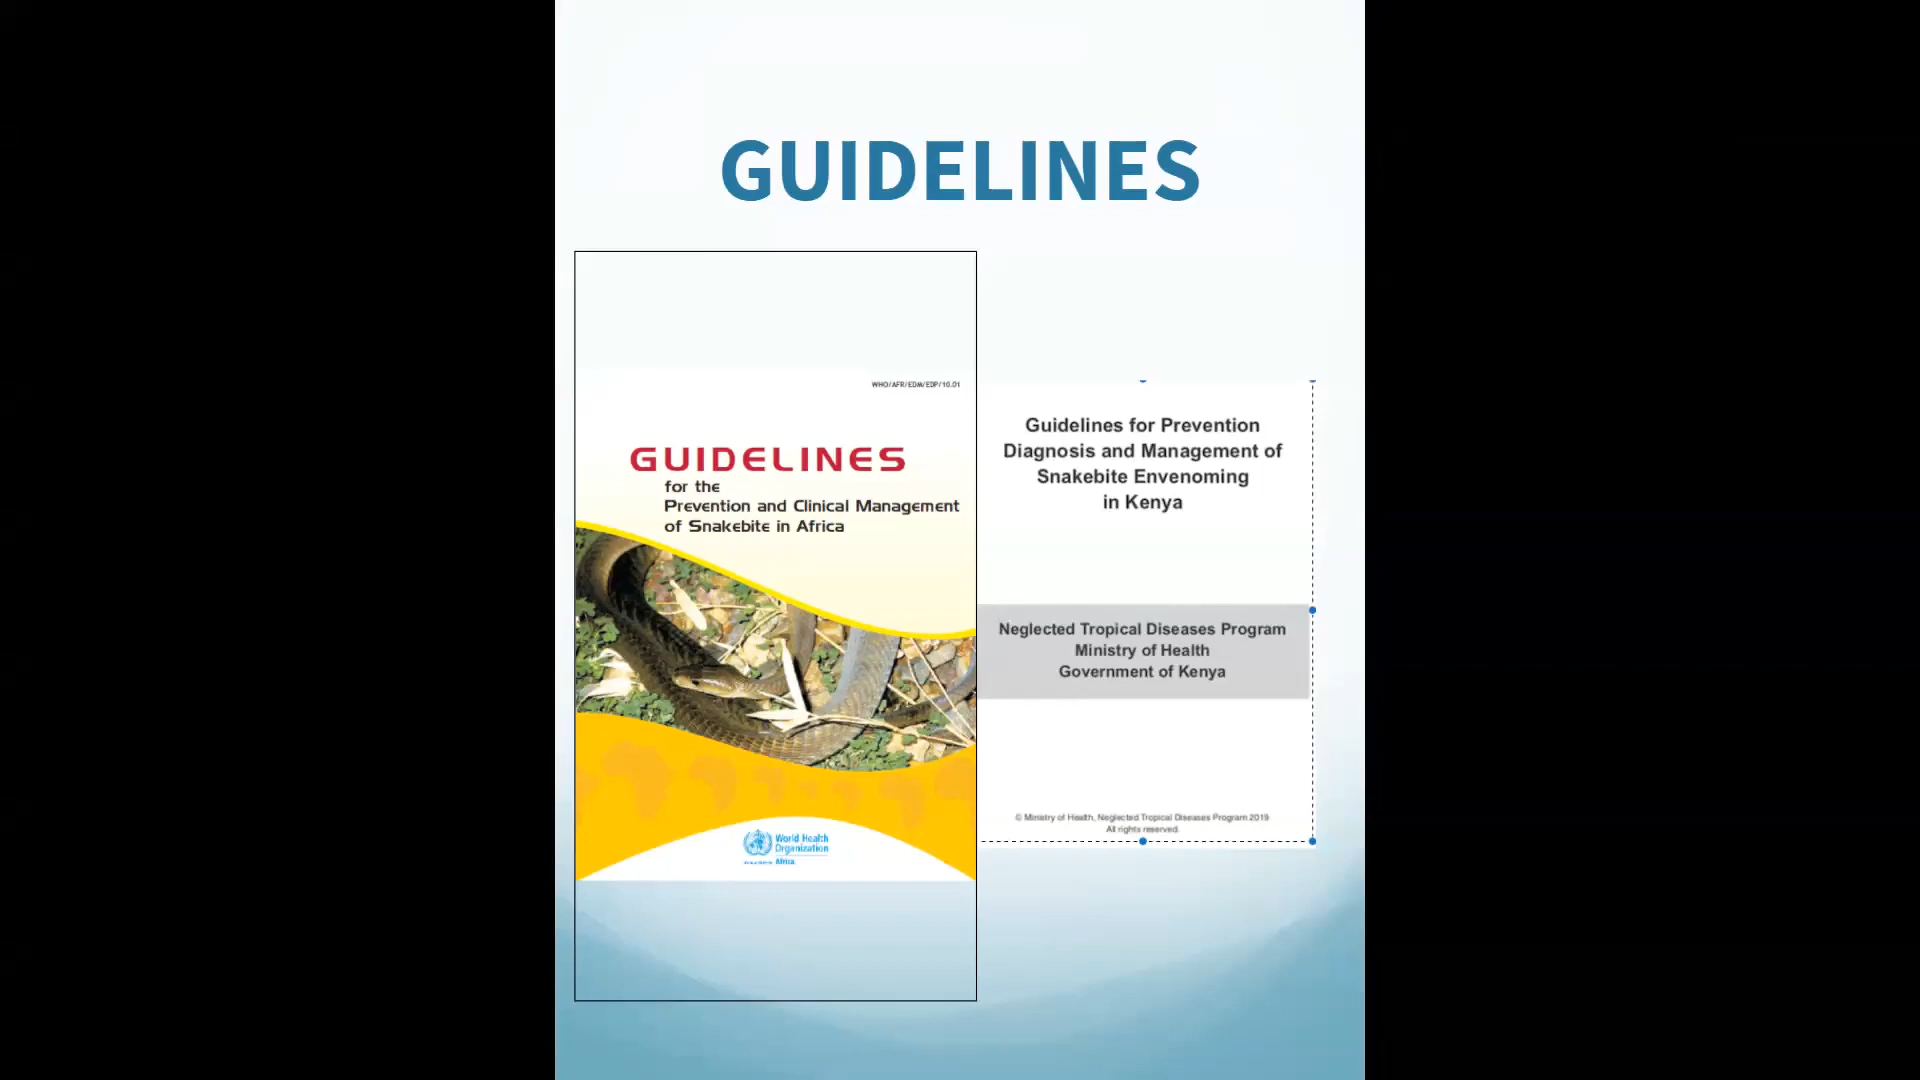 GUIDELINES
WHO/AFR/EDM/EDP/10.01
GUIDELINES
for the
Prevention and Clinical Management
of Snakebite in Africa
World Health
Organization
Africa
Guidelines for Prevention
Diagnosis and Management of
Snakebite Envenoming
in Kenya
Neglected Tropical Diseases Program
Ministry of Health
Government of Kenya
© Ministry of Health, Neglected Tropical Diseases Program 2019
All rights reserved.